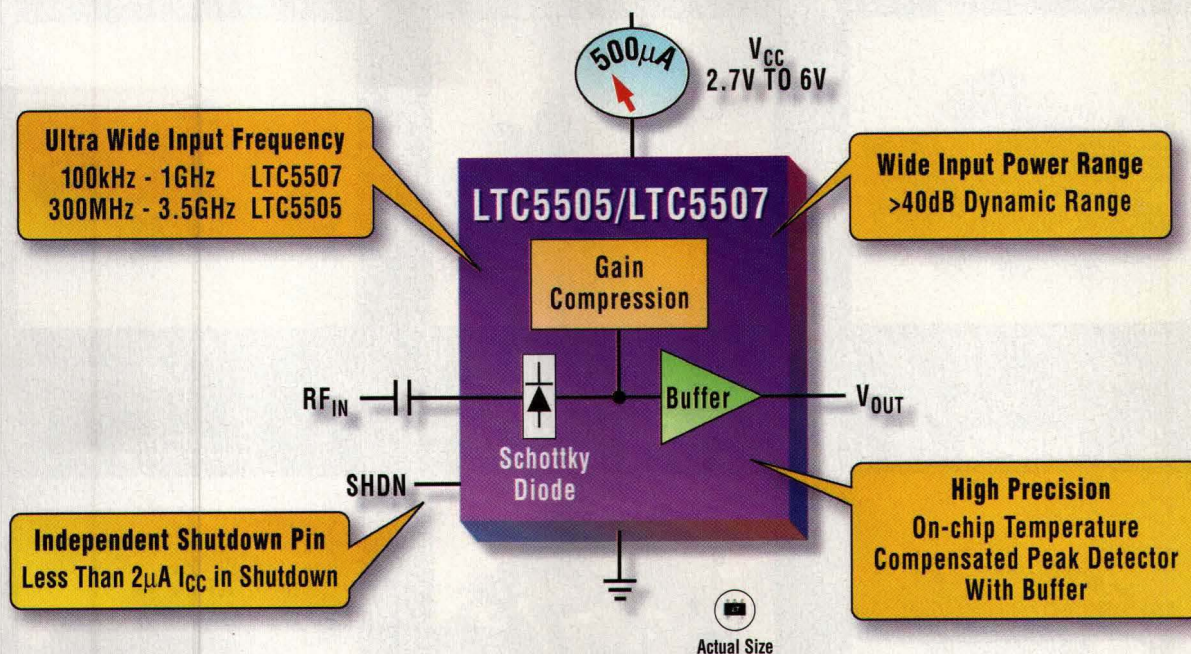 500μA
VCC
2.7V TO 6V
Ultra Wide Input Frequency
100kHz - 1GHz LTC5507
300MHz - 3.5GHz LTC5505
Wide Input Power Range
>40dB Dynamic Range
LTC5505/LTC5507
Gain
Compression
RFIN
Buffer
VOUT
Schottky
Diode
SHDN
Independent Shutdown Pin
Less Than 2μA ICC in Shutdown
High Precision
On-chip Temperature
Compensated Peak Detector
With Buffer
Actual Size